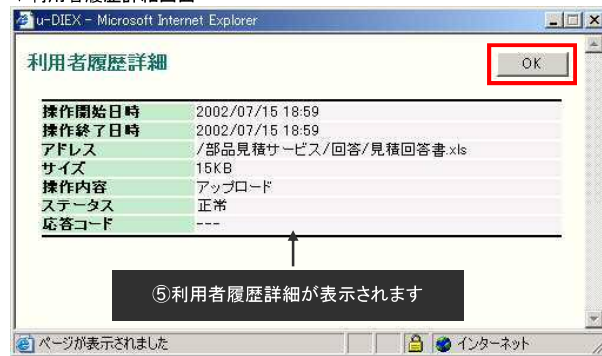 u-DIEX - Microsoft Internet Explorer
利用者履歴詳細
OK
操作開始日時 2002/07/15 18:59
操作終了日時 2002/07/15 18:59
アドレス /部品見積サービス/回答/見積回答書.xls
サイズ 15KB
操作内容 アップロード
ステータス 正常
応答コード ---
⑤利用者履歴詳細が表示されます
ページが表示されました インターネット